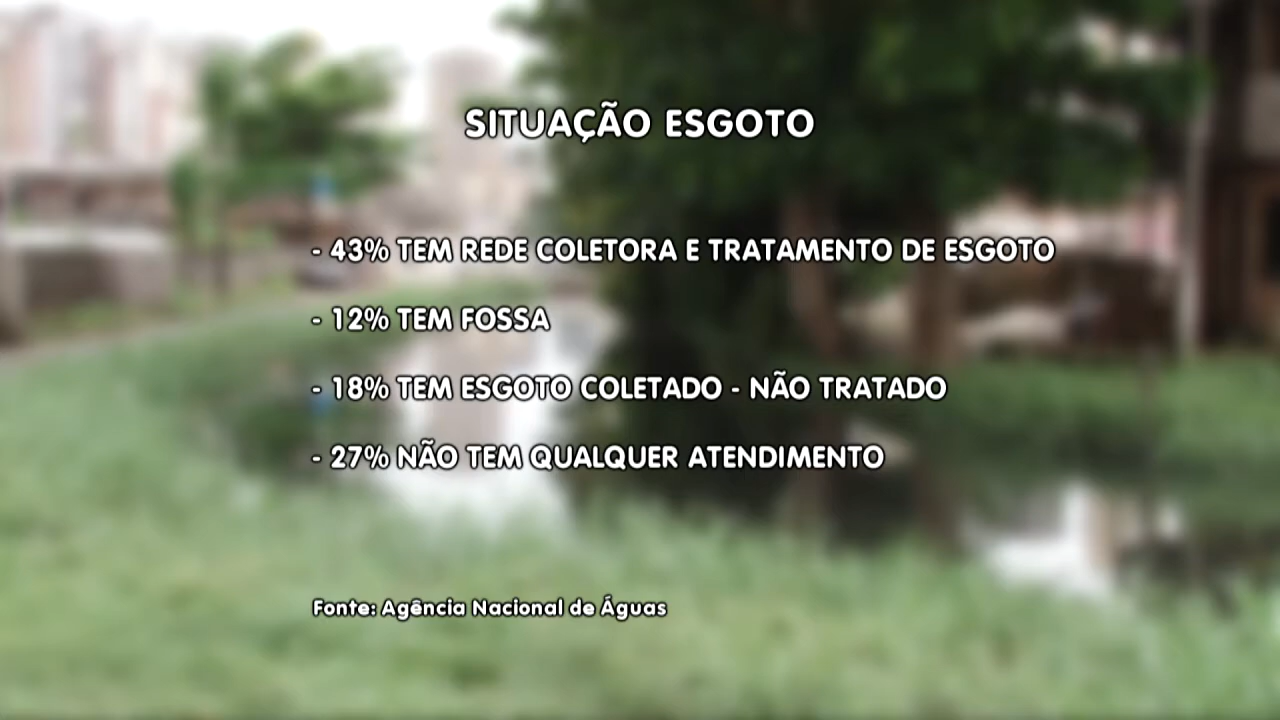 SITUAÇÃO ESGOTO
- 43% TEM REDE COLETORA E TRATAMENTO DE ESGOTO
- 12% TEM FOSSA
- 18% TEM ESGOTO COLETADO - NÃO TRATADO
- 27% NÃO TEM QUALQUER ATENDIMENTO
Fonte: Agência Nacional de Águas